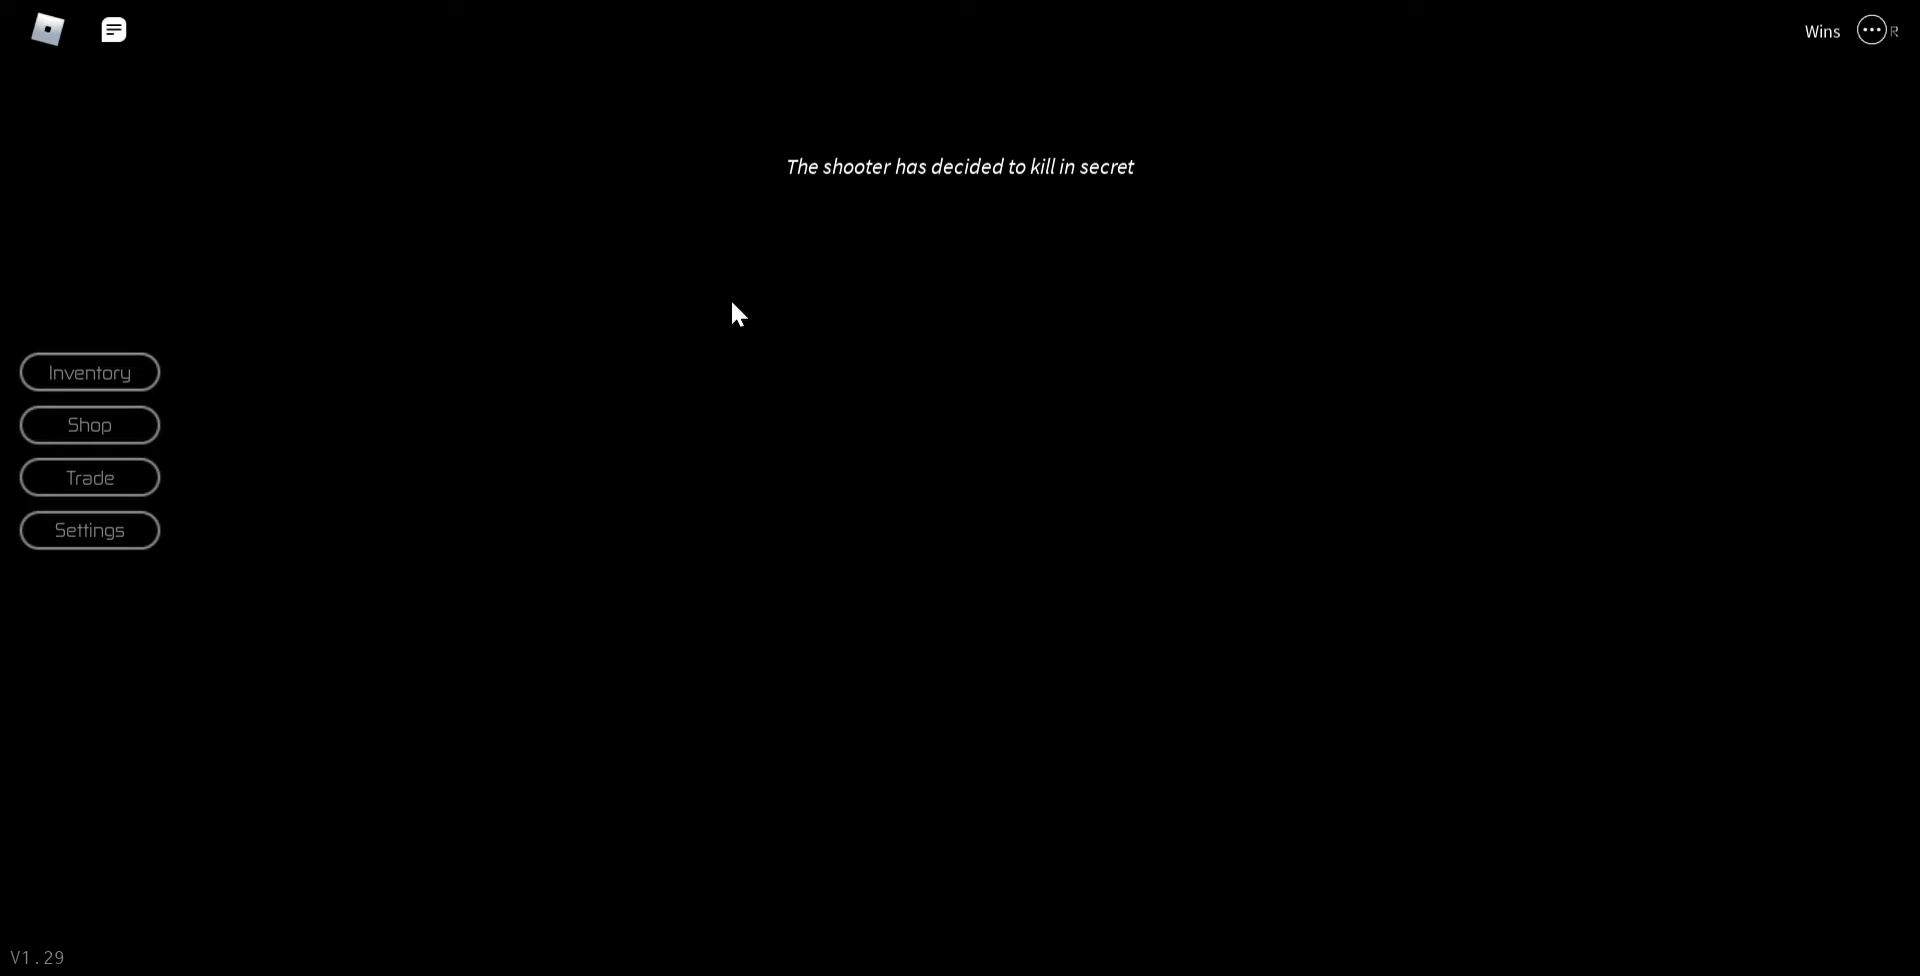 Wins
R
The shooter has decided to kill in secret
Inventory
Shop
Trade
Settings
V1.29